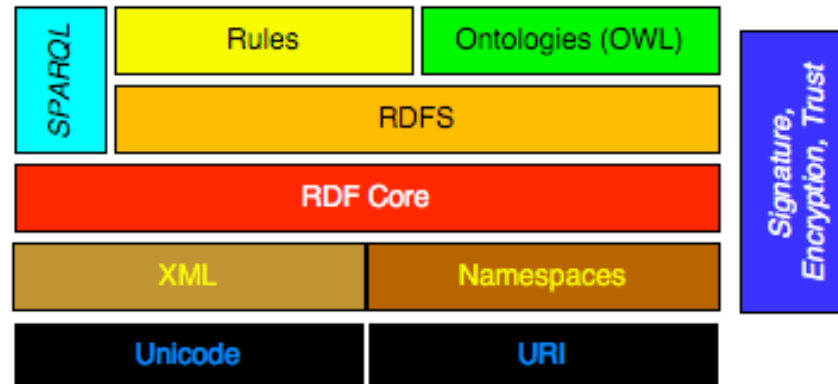 SPARQL
Rules
Ontologies (OWL)
RDFS
RDF Core
XML
Namespaces
Unicode
URI
Signature,
Encryption, Trust